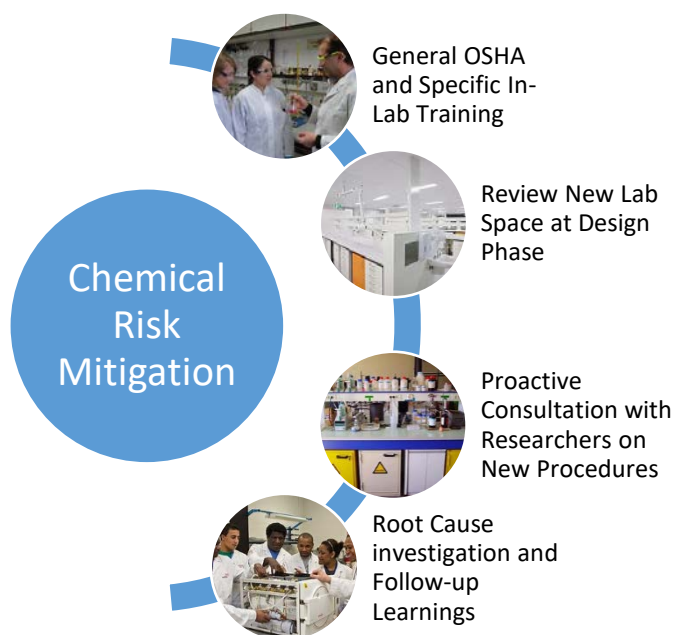 General OSHA
and Specific In-
Lab Training
Review New Lab
Space at Design
Phase
Chemical
Risk
Mitigation
Proactive
Consultation with
Researchers on
New Procedures
Root Cause
investigation and
Follow-up
Learnings